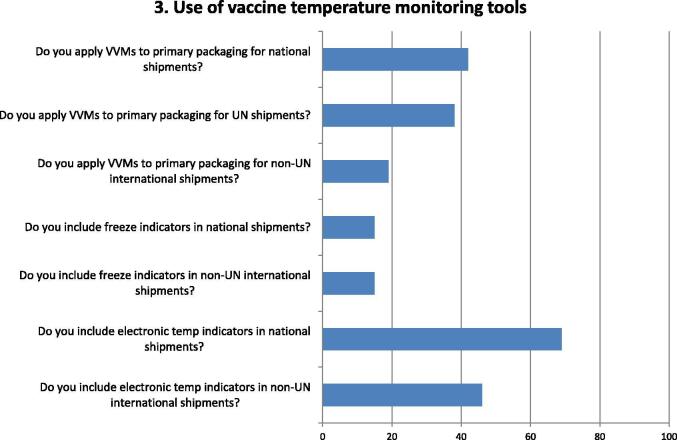 3. Use of vaccine temperature monitoring tools
Do you apply VVMs to primary packaging for national
shipments?
Do you apply VVMs to primary packaging for UN shipments?
Do you apply VVMs to primary packaging for non-UN
international shipments?
Do you include freeze indicators in national shipments?
Do you include freeze indicators in non-UN international
shipments?
Do you include electronic temp indicators in national
shipments?
Do you include electronic temp indicators in non-UN
international shipments?
0 20 40 60 80 100